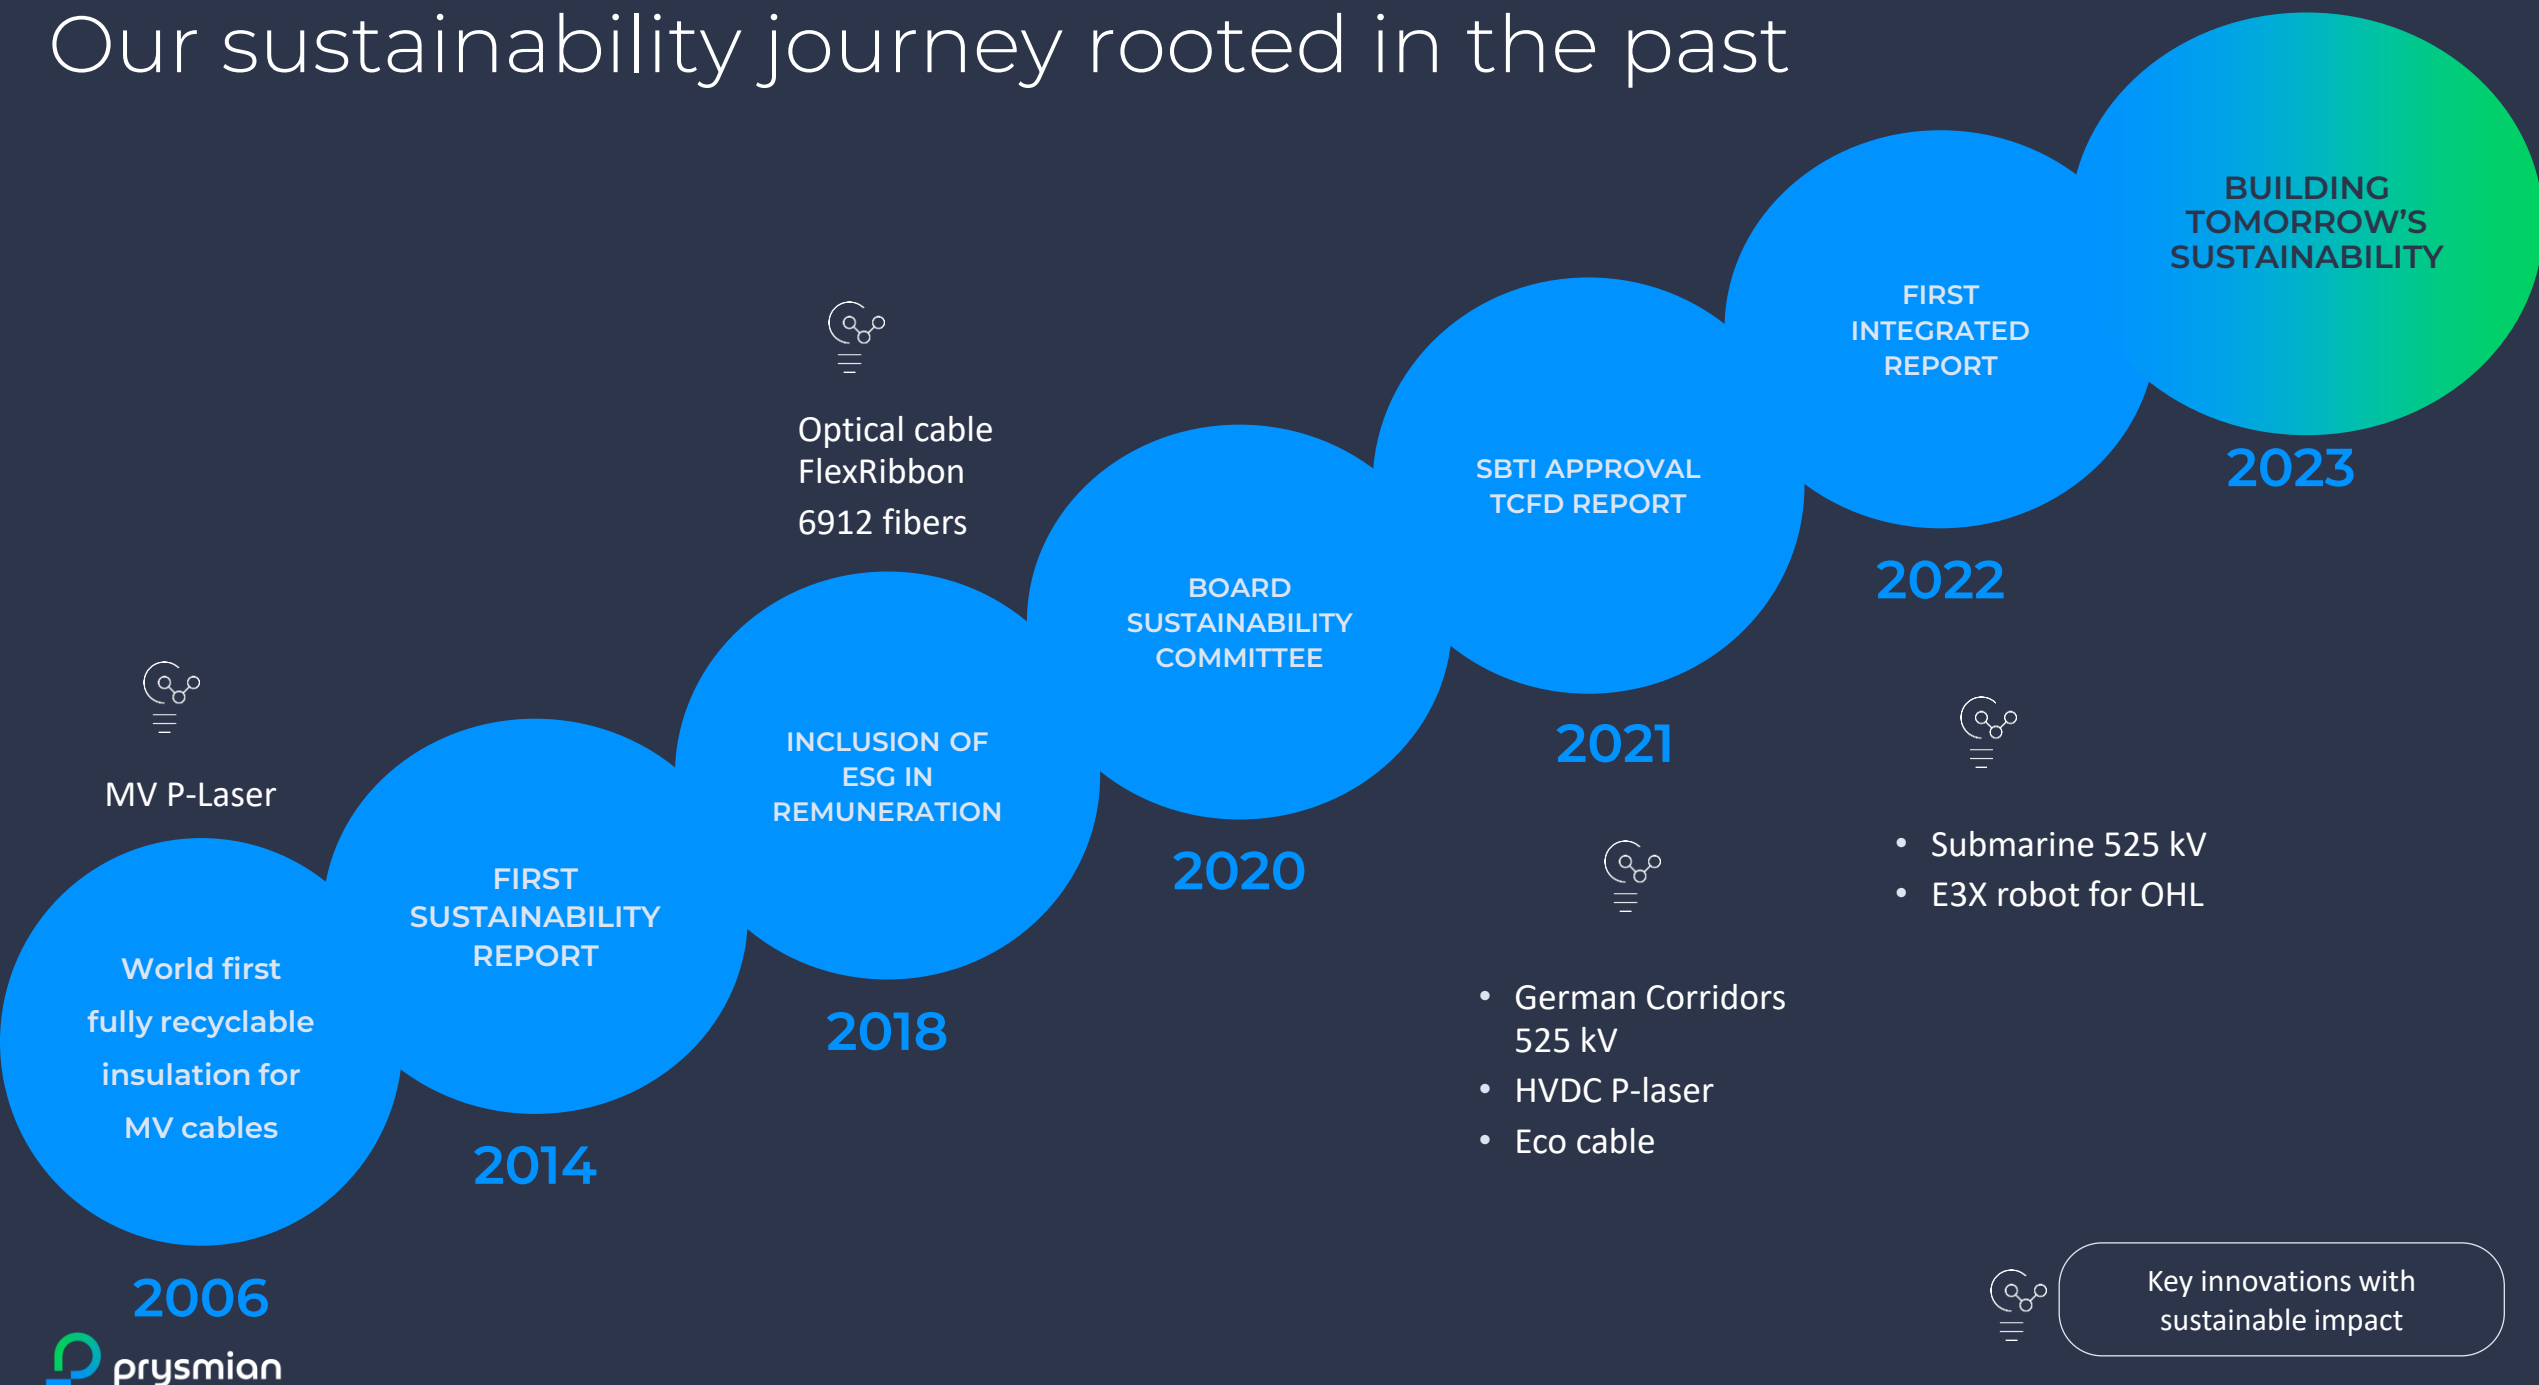 Our sustainability journey rooted in the past
MV P-Laser
World first
fully recyclable
insulation for
MV cables
2006
FIRST
SUSTAINABILITY
REPORT
2014
Optical cable
FlexRibbon
6912 fibers
INCLUSION OF
ESG IN
REMUNERATION
2018
BOARD
SUSTAINABILITY
COMMITTEE
2020
SBTI APPROVAL
TCFD REPORT
2021
• German Corridors
525 kV
• HVDC P-laser
• Eco cable
FIRST
INTEGRATED
REPORT
2022
• Submarine 525 kV
• E3X robot for OHL
BUILDING
TOMORROW’S
SUSTAINABILITY
2023
Key innovations with
sustainable impact
prysmian